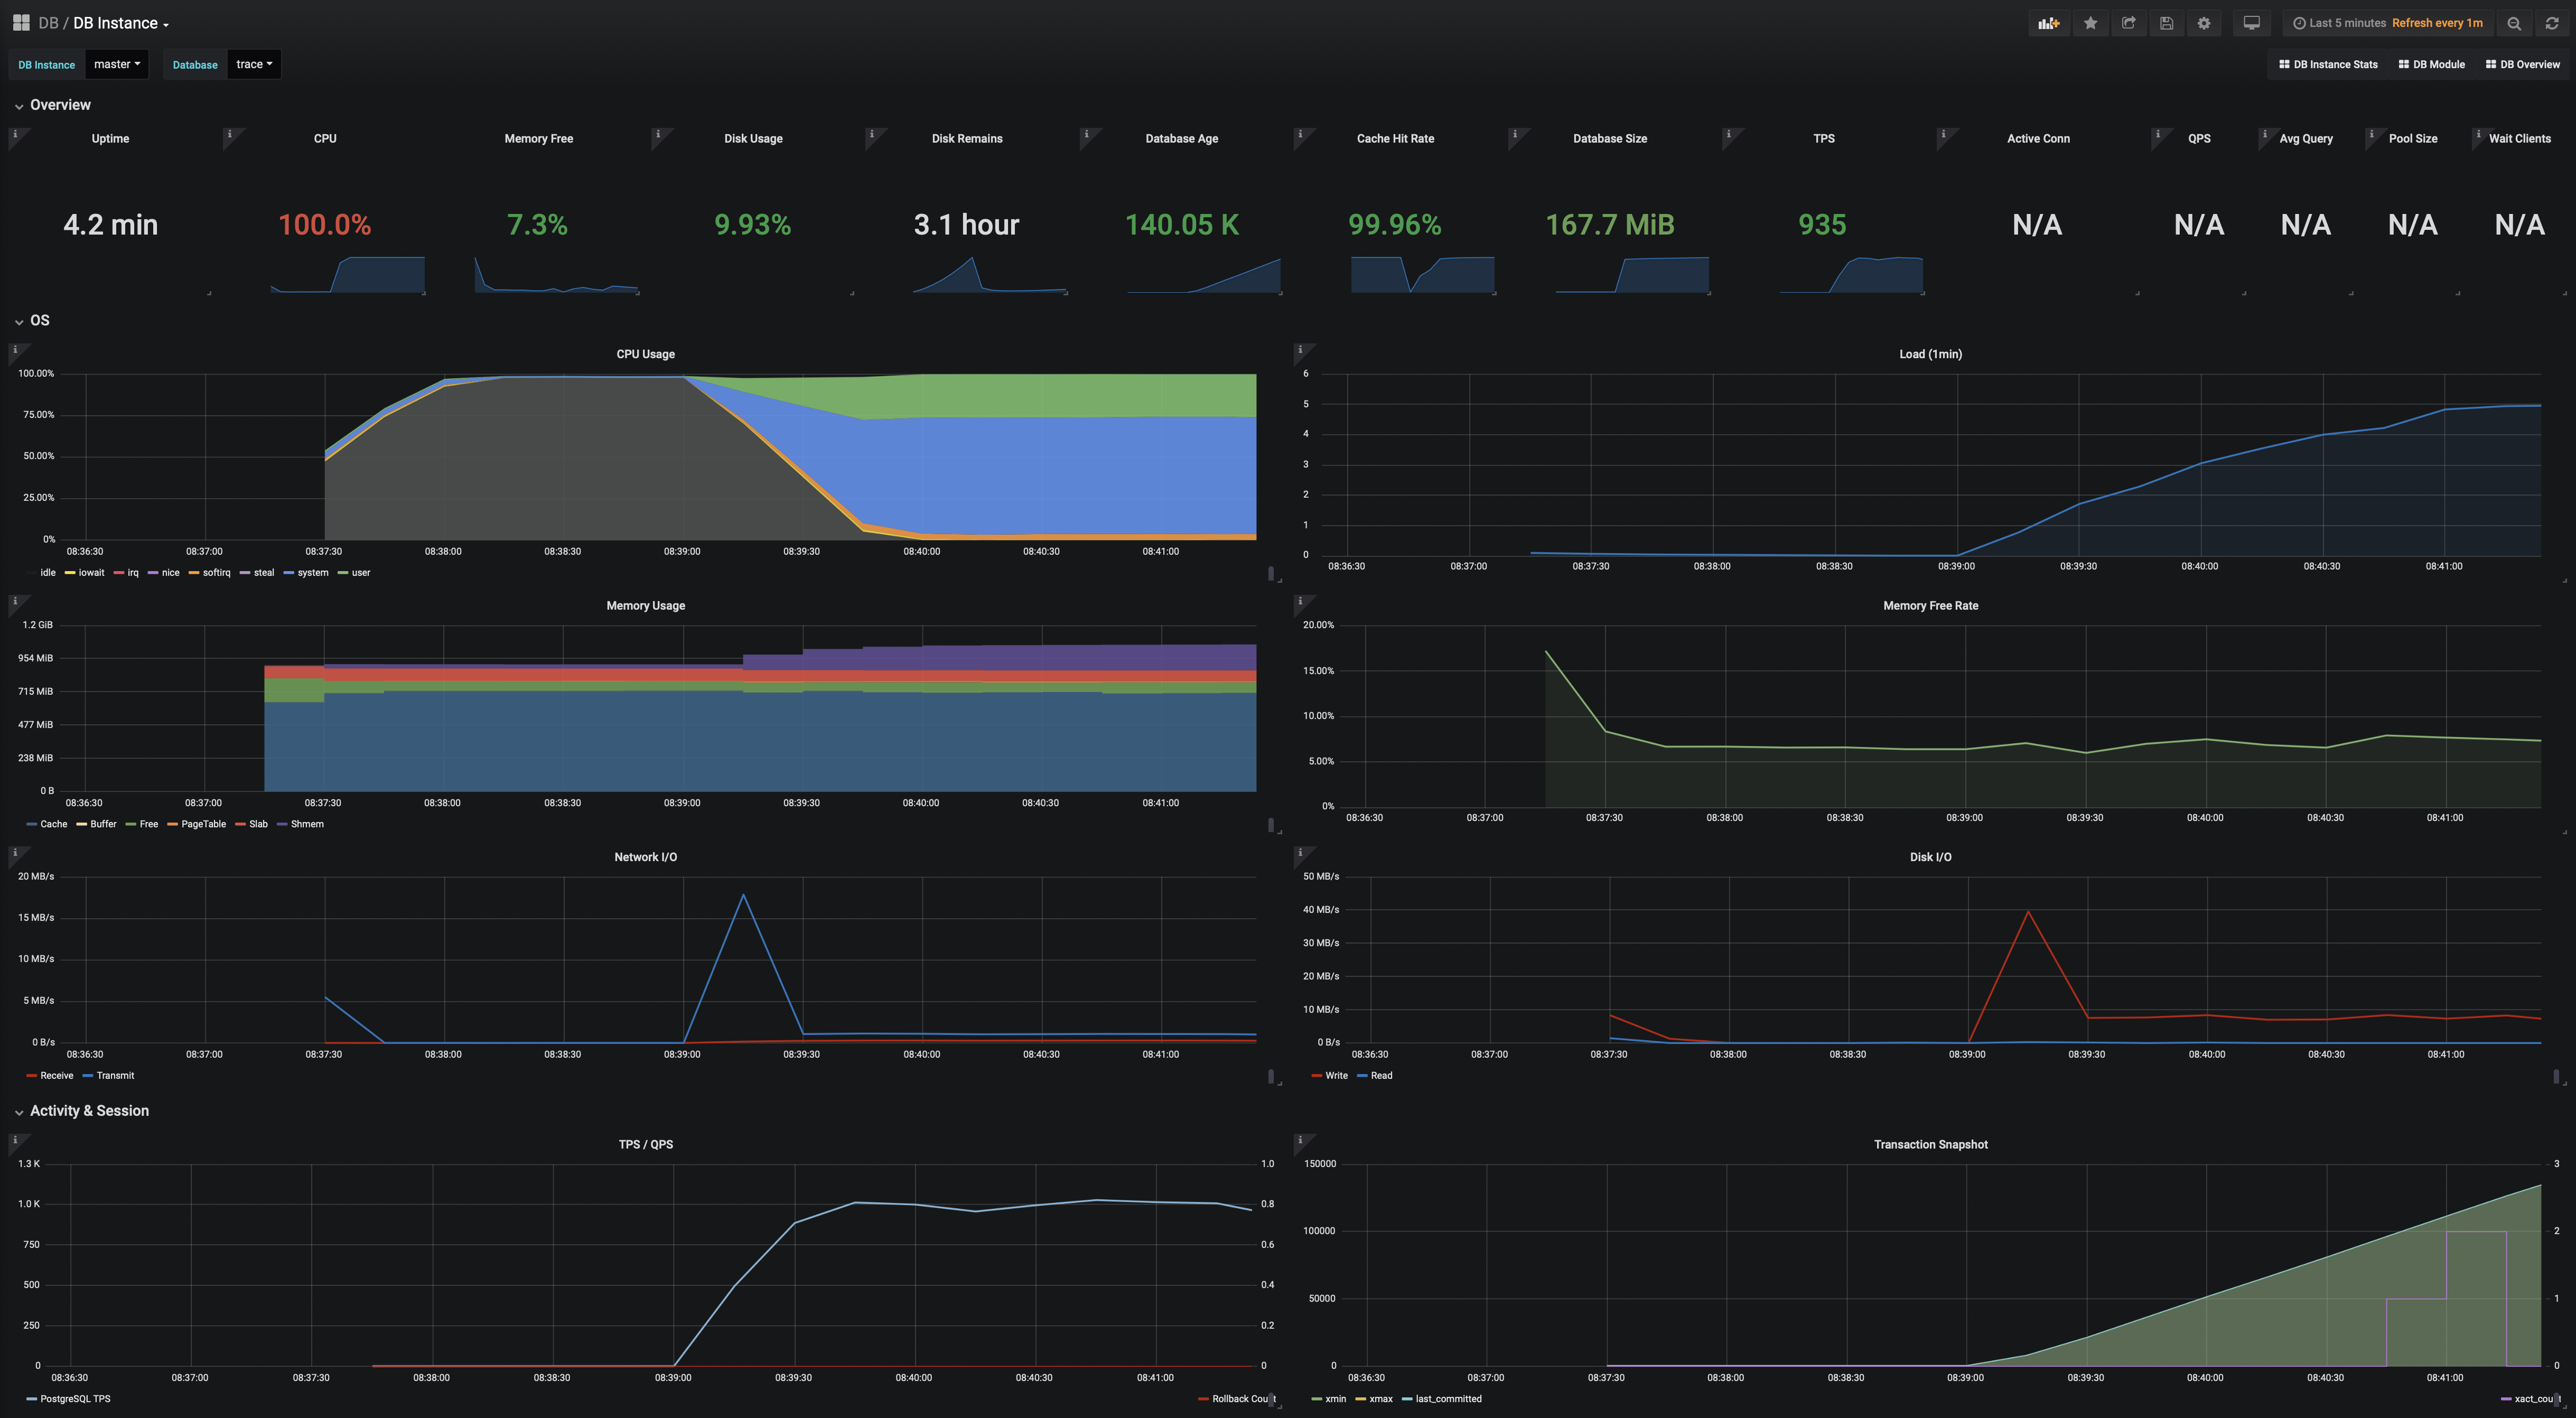 DB / DB Instance
Last 5 minutes Refresh every 1m
DB Instance master Database trace
DB Instance Stats DB Module DB Overview
Overview
Uptime CPU Memory Free Disk Usage Disk Remains Database Age Cache Hit Rate Database Size TPS Active Conn QPS Avg Query Pool Size Wait Clients
4.2 min 100.0% 7.3% 9.93% 3.1 hour 140.05 K 99.96% 167.7 MiB 935 N/A N/A N/A N/A N/A
OS
CPU Usage
100.00%
75.00%
50.00%
25.00%
0%
08:36:30 08:37:00 08:37:30 08:38:00 08:38:30 08:39:00 08:39:30 08:40:00 08:40:30 08:41:00
idle iowait irq nice softirq steal system user
Load (1min)
6
5
4
3
2
1
0
08:36:30 08:37:00 08:37:30 08:38:00 08:38:30 08:39:00 08:39:30 08:40:00 08:40:30 08:41:00
Memory Usage
1.2 GiB
954 MiB
715 MiB
477 MiB
238 MiB
0 B
08:36:30 08:37:00 08:37:30 08:38:00 08:38:30 08:39:00 08:39:30 08:40:00 08:40:30 08:41:00
Cache Buffer Free PageTable Slab Shmem
Memory Free Rate
20.00%
15.00%
10.00%
5.00%
0%
08:36:30 08:37:00 08:37:30 08:38:00 08:38:30 08:39:00 08:39:30 08:40:00 08:40:30 08:41:00
Network I/O
20 MB/s
15 MB/s
10 MB/s
5 MB/s
0 B/s
08:36:30 08:37:00 08:37:30 08:38:00 08:38:30 08:39:00 08:39:30 08:40:00 08:40:30 08:41:00
Receive Transmit
Disk I/O
50 MB/s
40 MB/s
30 MB/s
20 MB/s
10 MB/s
0 B/s
08:36:30 08:37:00 08:37:30 08:38:00 08:38:30 08:39:00 08:39:30 08:40:00 08:40:30 08:41:00
Write Read
Activity & Session
TPS / QPS
1.3 K 1.0
1.0 K 0.8
750 0.6
500 0.4
250 0.2
0 0
08:36:30 08:37:00 08:37:30 08:38:00 08:38:30 08:39:00 08:39:30 08:40:00 08:40:30 08:41:00
PostgreSQL TPS Rollback Count
Transaction Snapshot
150000 3
100000 2
50000 1
0 0
08:36:30 08:37:00 08:37:30 08:38:00 08:38:30 08:39:00 08:39:30 08:40:00 08:40:30 08:41:00
xmin xmax last_committed xact_count